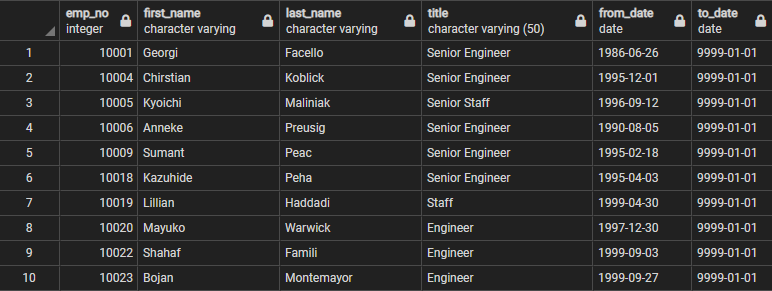 emp_no integer first_name character varying last_name character varying title character varying (50) from_date date to_date date
1 10001 Georgi Facello Senior Engineer 1986-06-26 9999-01-01
2 10004 Chirstian Koblick Senior Engineer 1995-12-01 9999-01-01
3 10005 Kyoichi Maliniak Senior Staff 1996-09-12 9999-01-01
4 10006 Anneke Preusig Senior Engineer 1990-08-05 9999-01-01
5 10009 Sumant Peac Senior Engineer 1995-02-18 9999-01-01
6 10018 Kazuhide Peha Senior Engineer 1995-04-03 9999-01-01
7 10019 Lillian Haddadi Staff 1999-04-30 9999-01-01
8 10020 Mayuko Warwick Engineer 1997-12-30 9999-01-01
9 10022 Shahaf Famili Engineer 1999-09-03 9999-01-01
10 10023 Bojan Montemayor Engineer 1999-09-27 9999-01-01